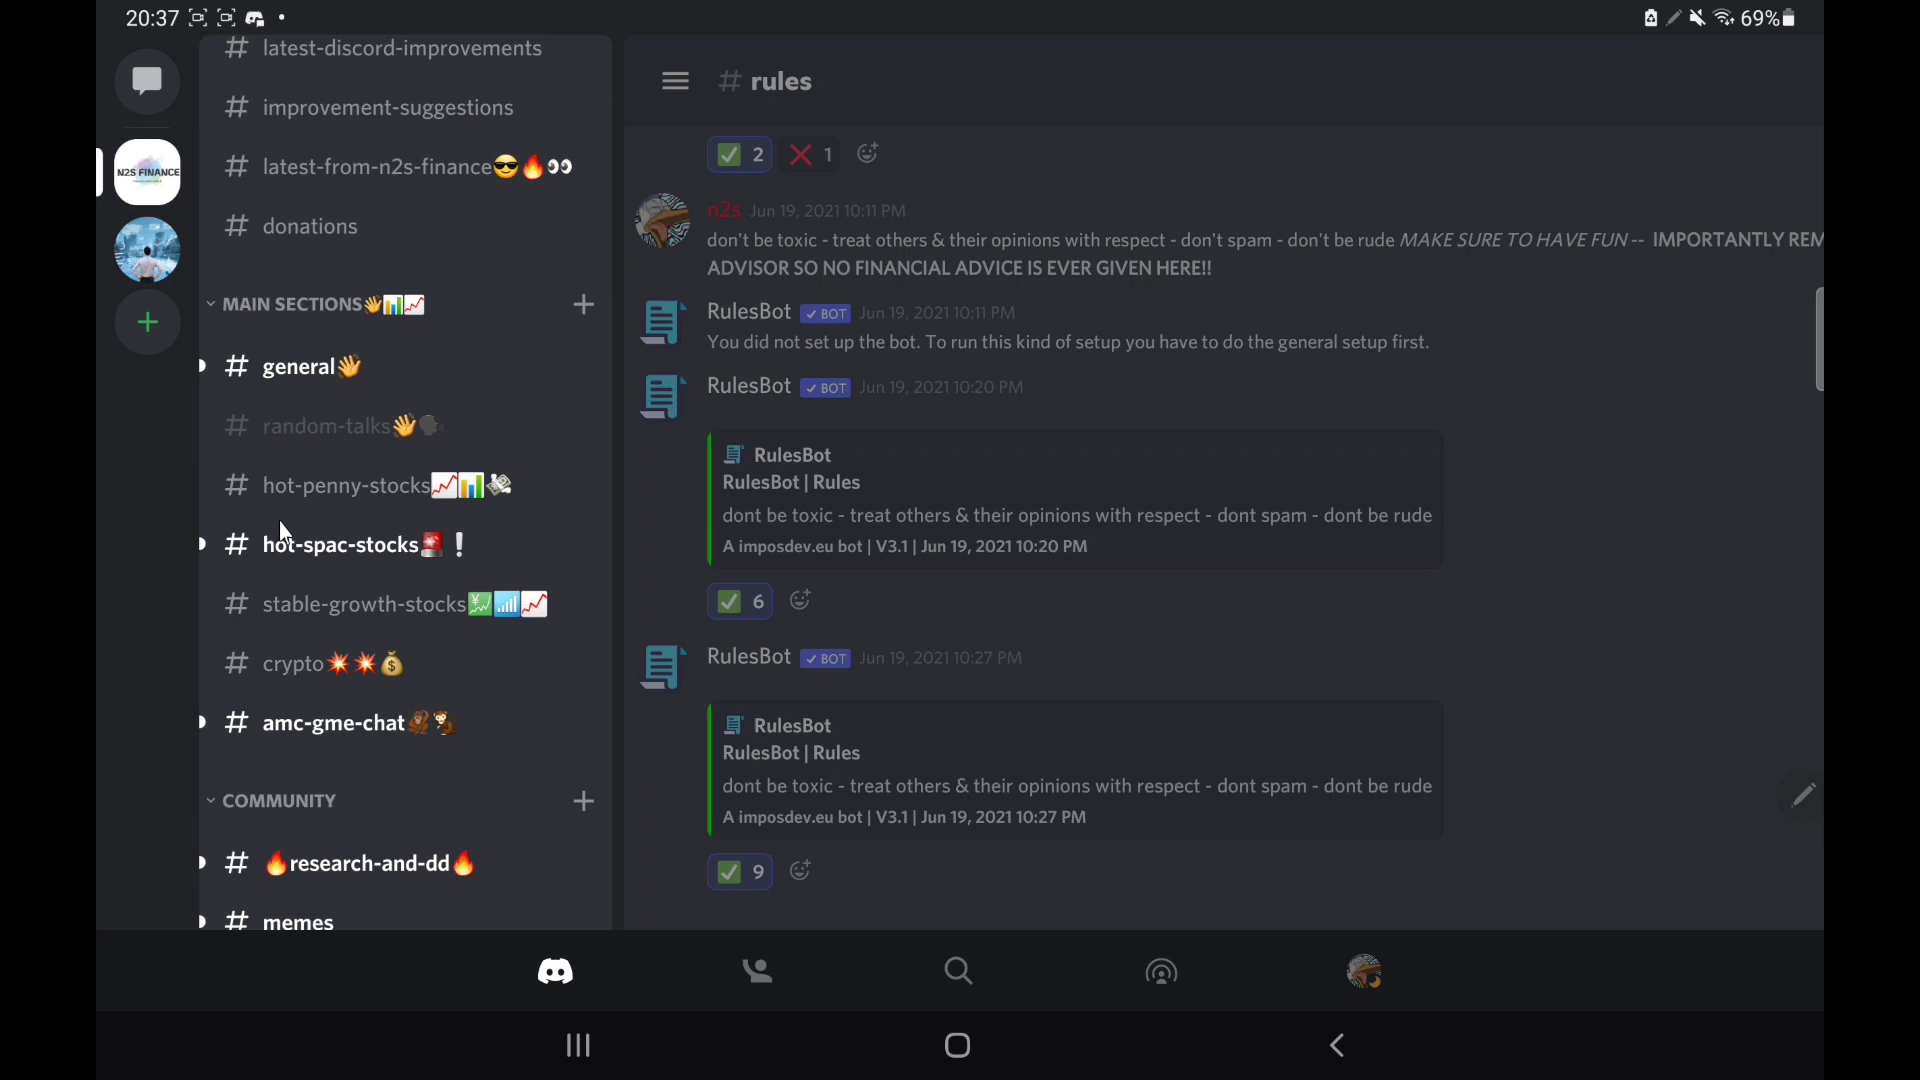 20:37
69%
# latest-discord-improvements
# improvement-suggestions
# latest-from-n2s-finance😎🔥👀
# donations
N2S FINANCE
MAIN SECTIONS👋📊📈
# general👋
# random-talks👋🗣
# hot-penny-stocks📈📊💸
# hot-spac-stocks🚨❕
# stable-growth-stocks💹📶📈
# crypto💥💥💰
# amc-gme-chat🦧🐒
COMMUNITY
# 🔥research-and-dd🔥
# memes
# rules
✅ 2 ❌ 1
n2s Jun 19, 2021 10:11 PM
don't be toxic - treat others & their opinions with respect - don't spam - don't be rude MAKE SURE TO HAVE FUN -- IMPORTANTLY REM
ADVISOR SO NO FINANCIAL ADVICE IS EVER GIVEN HERE!!
RulesBot ✓ BOT Jun 19, 2021 10:11 PM
You did not set up the bot. To run this kind of setup you have to do the general setup first.
RulesBot ✓ BOT Jun 19, 2021 10:20 PM
RulesBot
RulesBot | Rules
dont be toxic - treat others & their opinions with respect - dont spam - dont be rude
A imposdev.eu bot | V3.1 | Jun 19, 2021 10:20 PM
✅ 6
RulesBot ✓ BOT Jun 19, 2021 10:27 PM
RulesBot
RulesBot | Rules
dont be toxic - treat others & their opinions with respect - dont spam - dont be rude
A imposdev.eu bot | V3.1 | Jun 19, 2021 10:27 PM
✅ 9